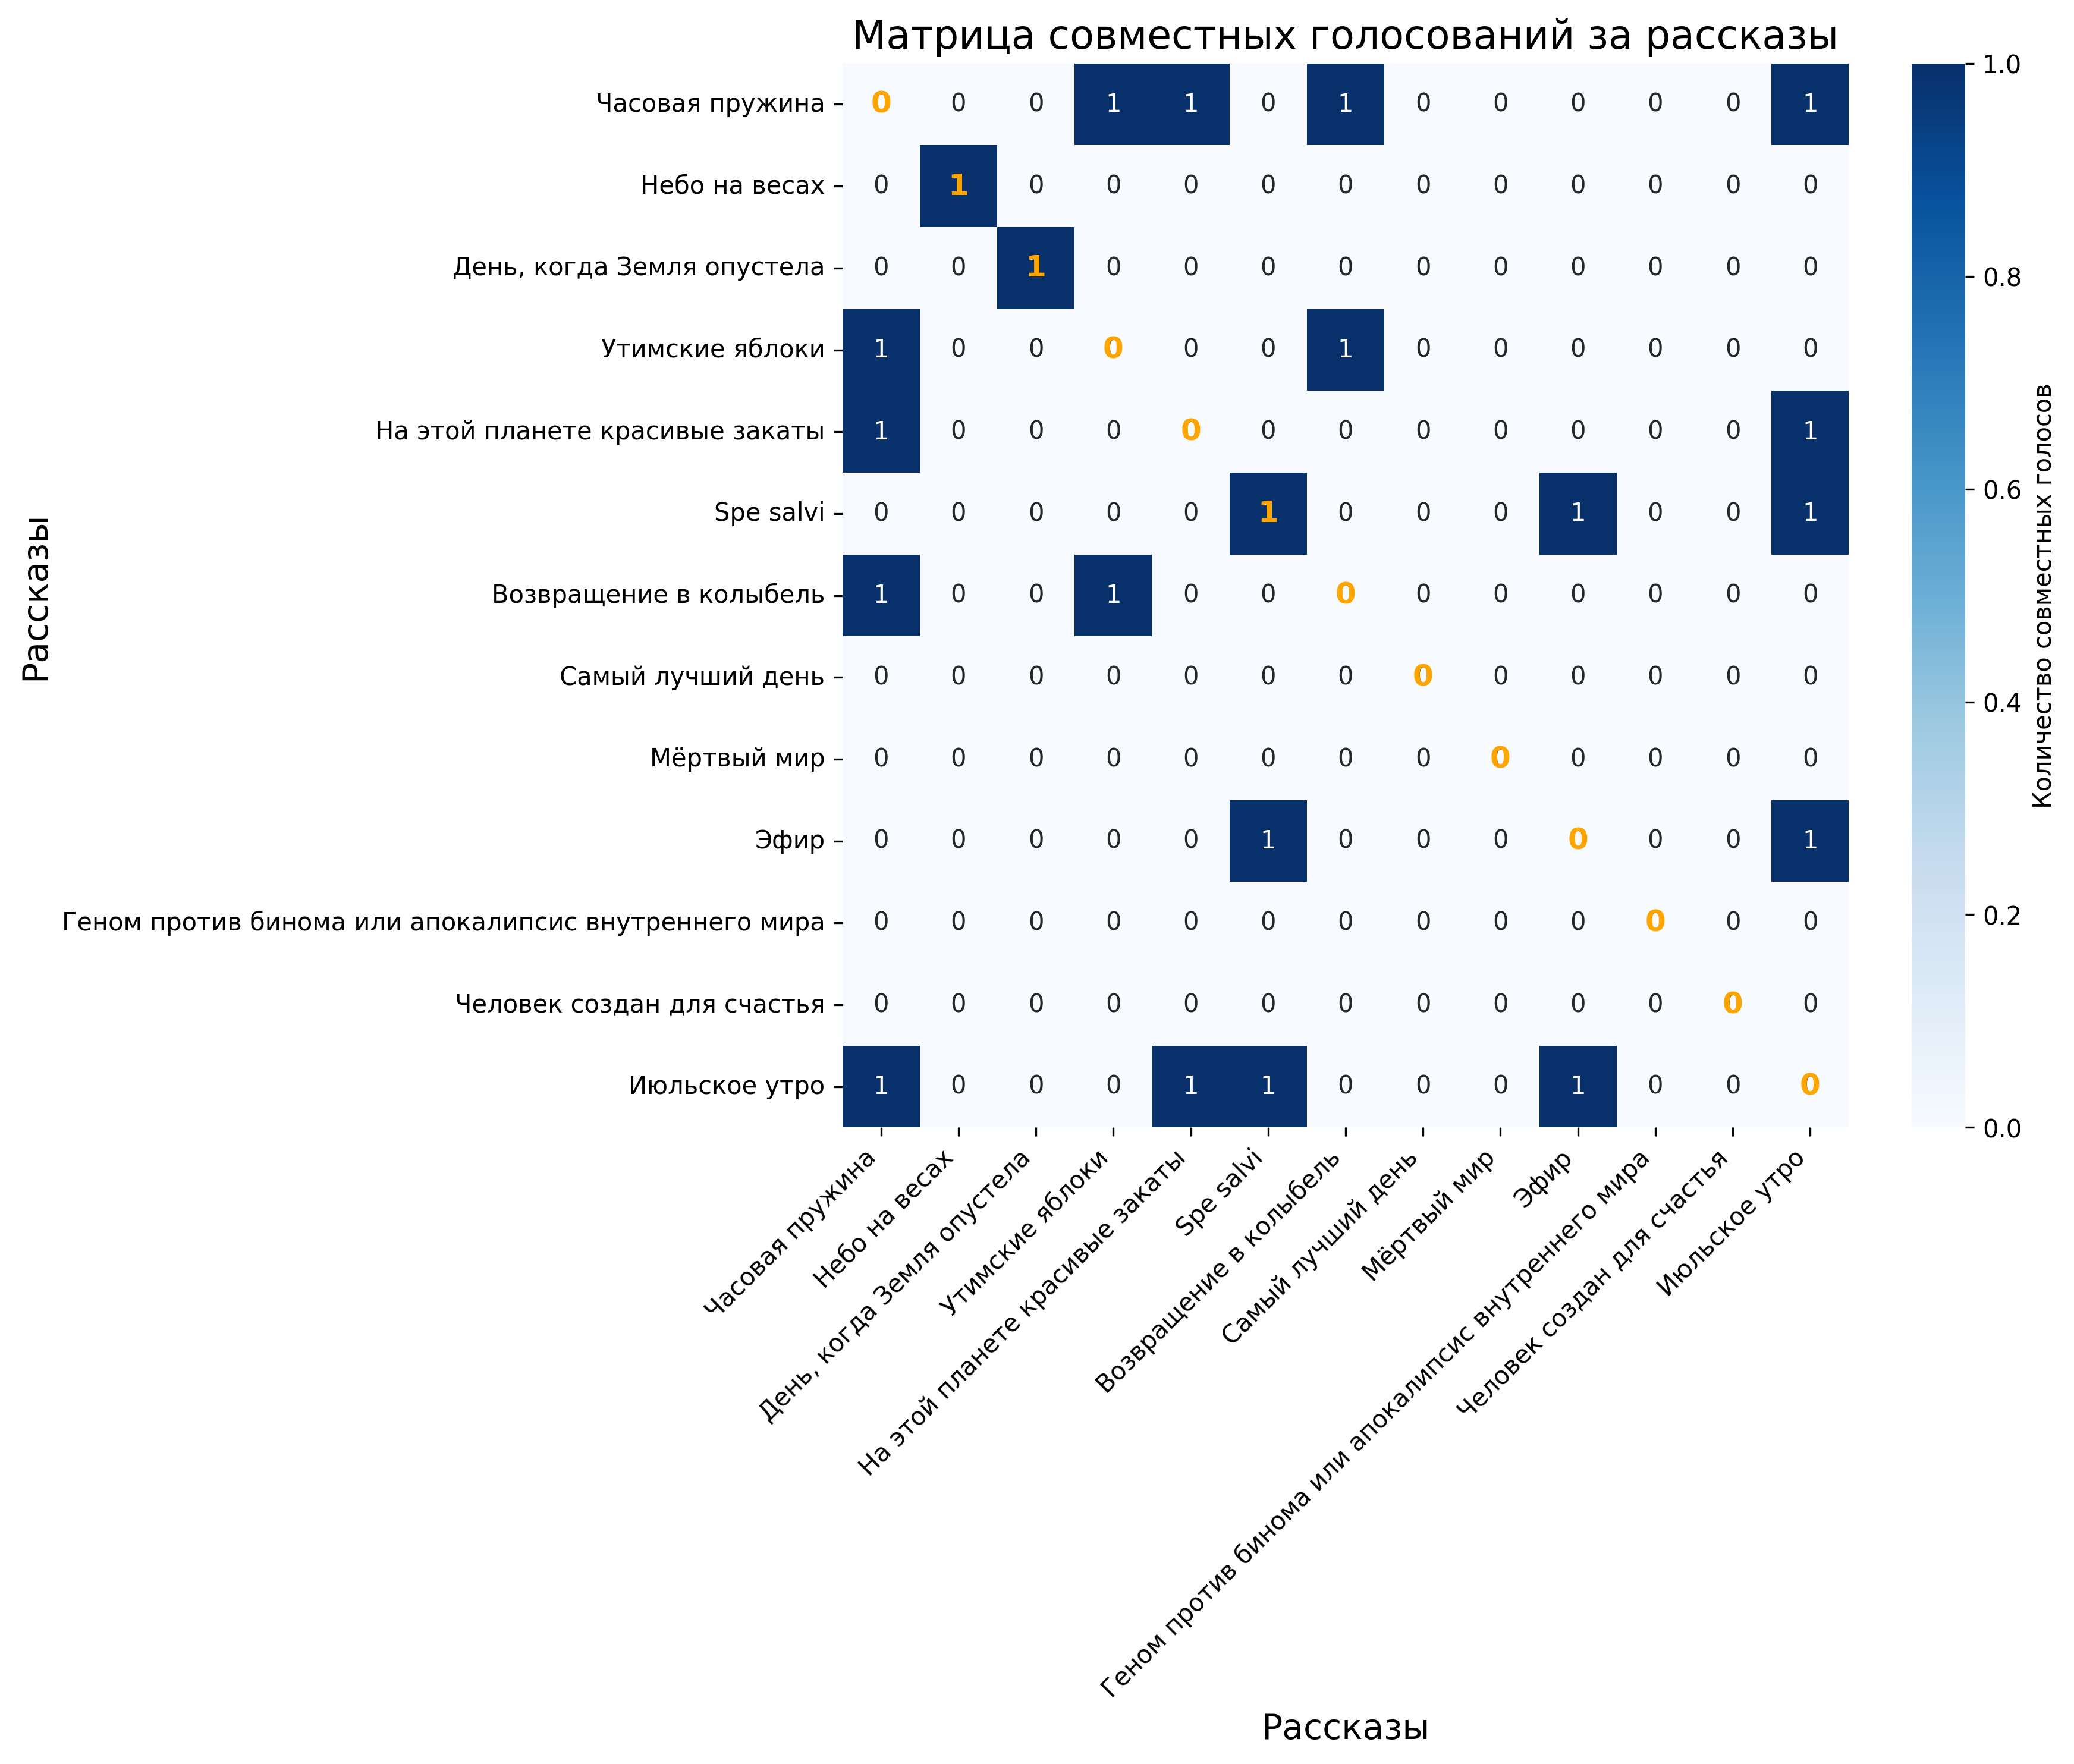 Матрица совместных голосований за рассказы
Рассказы
Часовая пружина 0 0 0 1 1 0 1 0 0 0 0 0 1
Небо на весах 0 1 0 0 0 0 0 0 0 0 0 0 0
День, когда Земля опустела 0 0 1 0 0 0 0 0 0 0 0 0 0
Утимские яблоки 1 0 0 0 0 0 1 0 0 0 0 0 0
На этой планете красивые закаты 1 0 0 0 0 0 0 0 0 0 0 0 1
Spe salvi 0 0 0 0 0 1 0 0 0 1 0 0 1
Возвращение в колыбель 1 0 0 1 0 0 0 0 0 0 0 0 0
Самый лучший день 0 0 0 0 0 0 0 0 0 0 0 0 0
Мёртвый мир 0 0 0 0 0 0 0 0 0 0 0 0 0
Эфир 0 0 0 0 0 1 0 0 0 0 0 0 1
Геном против бинома или апокалипсис внутреннего мира 0 0 0 0 0 0 0 0 0 0 0 0 0
Человек создан для счастья 0 0 0 0 0 0 0 0 0 0 0 0 0
Июльское утро 1 0 0 0 1 1 0 0 0 1 0 0 0
Часовая пружина
Небо на весах
День, когда Земля опустела
Утимские яблоки
На этой планете красивые закаты
Spe salvi
Возвращение в колыбель
Самый лучший день
Мёртвый мир
Эфир
Геном против бинома или апокалипсис внутреннего мира
Человек создан для счастья
Июльское утро
Рассказы
1.0
0.8
0.6
0.4
0.2
0.0
Количество совместных голосов